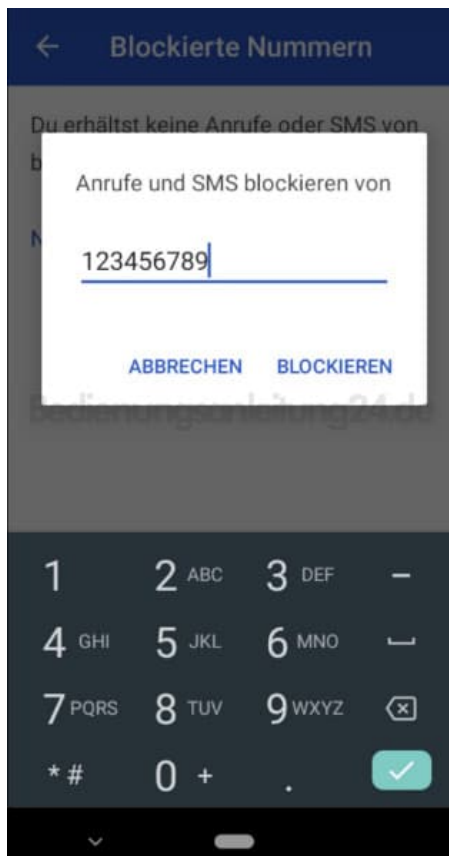 Blockierte Nummern
Du erhältst keine Anrufe oder SMS von
b
Anrufe und SMS blockieren von
N
123456789
ABBRECHEN BLOCKIEREN
Bedienungsanleitung24.de
1 2 ABC 3 DEF –
4 GHI 5 JKL 6 MNO
7 PQRS 8 TUV 9 WXYZ
* # 0 + .